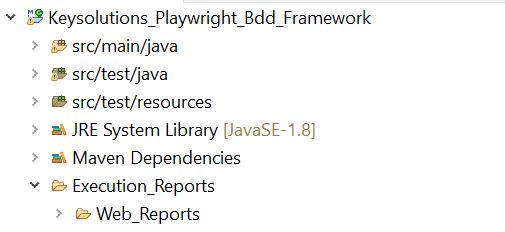 Keysolutions_Playwright_Bdd_Framework
src/main/java
src/test/java
src/test/resources
JRE System Library [JavaSE-1.8]
Maven Dependencies
Execution_Reports
Web_Reports